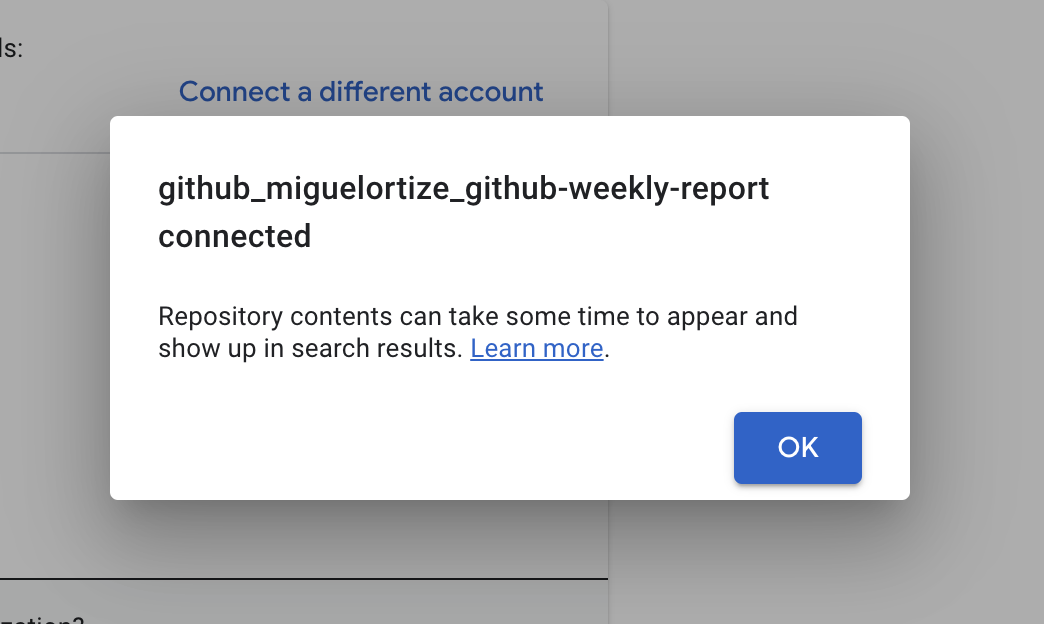 ls:
Connect a different account
github_miguelortize_github-weekly-report
connected
Repository contents can take some time to appear and
show up in search results. Learn more.
OK